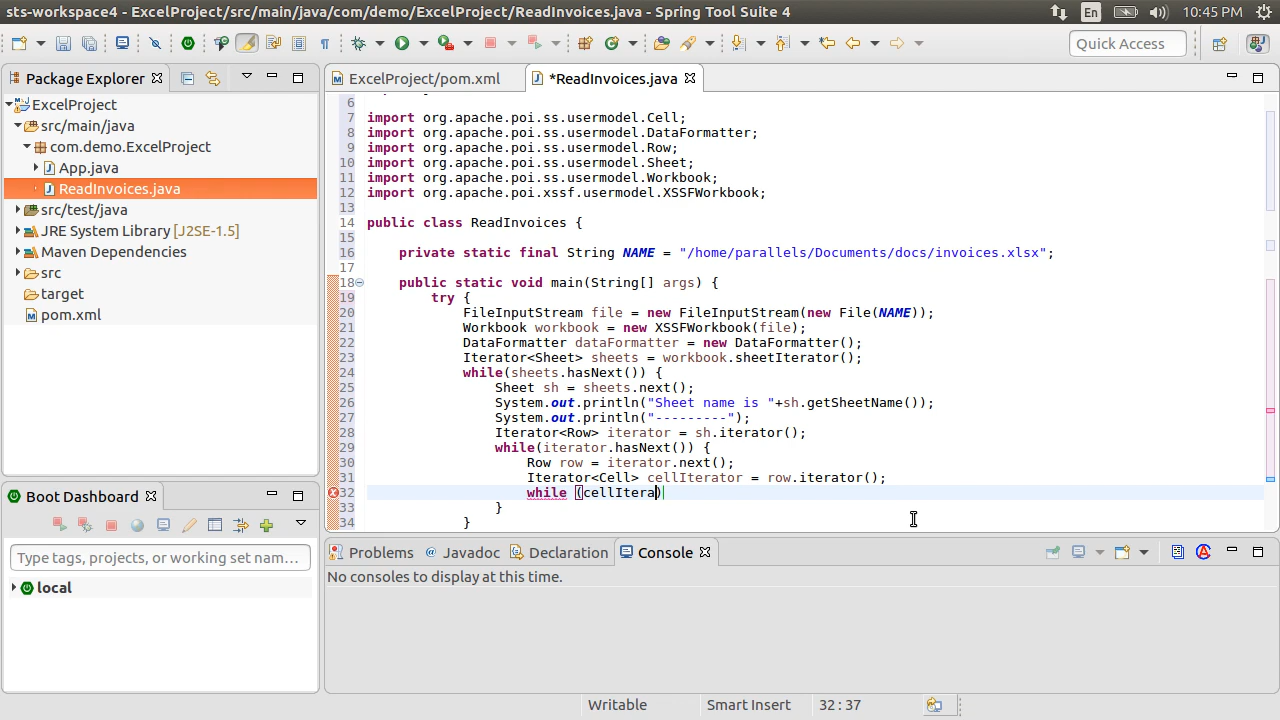 sts-workspace4 - ExcelProject/src/main/java/com/demo/ExcelProject/ReadInvoices.java - Spring Tool Suite 4
En
10:45 PM
Quick Access
Package Explorer
ExcelProject
src/main/java
com.demo.ExcelProject
App.java
ReadInvoices.java
src/test/java
JRE System Library [J2SE-1.5]
Maven Dependencies
src
target
pom.xml
Boot Dashboard
Type tags, projects, or working set nam...
local
ExcelProject/pom.xml
*ReadInvoices.java
6
7 import org.apache.poi.ss.usermodel.Cell;
8 import org.apache.poi.ss.usermodel.DataFormatter;
9 import org.apache.poi.ss.usermodel.Row;
10 import org.apache.poi.ss.usermodel.Sheet;
11 import org.apache.poi.ss.usermodel.Workbook;
12 import org.apache.poi.xssf.usermodel.XSSFWorkbook;
13
14 public class ReadInvoices {
15
16 private static final String NAME = "/home/parallels/Documents/docs/invoices.xlsx";
17
18 public static void main(String[] args) {
19 try {
20 FileInputStream file = new FileInputStream(new File(NAME));
21 Workbook workbook = new XSSFWorkbook(file);
22 DataFormatter dataFormatter = new DataFormatter();
23 Iterator<Sheet> sheets = workbook.sheetIterator();
24 while(sheets.hasNext()) {
25 Sheet sh = sheets.next();
26 System.out.println("Sheet name is "+sh.getSheetName());
27 System.out.println("---------");
28 Iterator<Row> iterator = sh.iterator();
29 while(iterator.hasNext()) {
30 Row row = iterator.next();
31 Iterator<Cell> cellIterator = row.iterator();
32 while (cellItera)
33 }
34 }
Problems
Javadoc
Declaration
Console
No consoles to display at this time.
Writable
Smart Insert
32 : 37